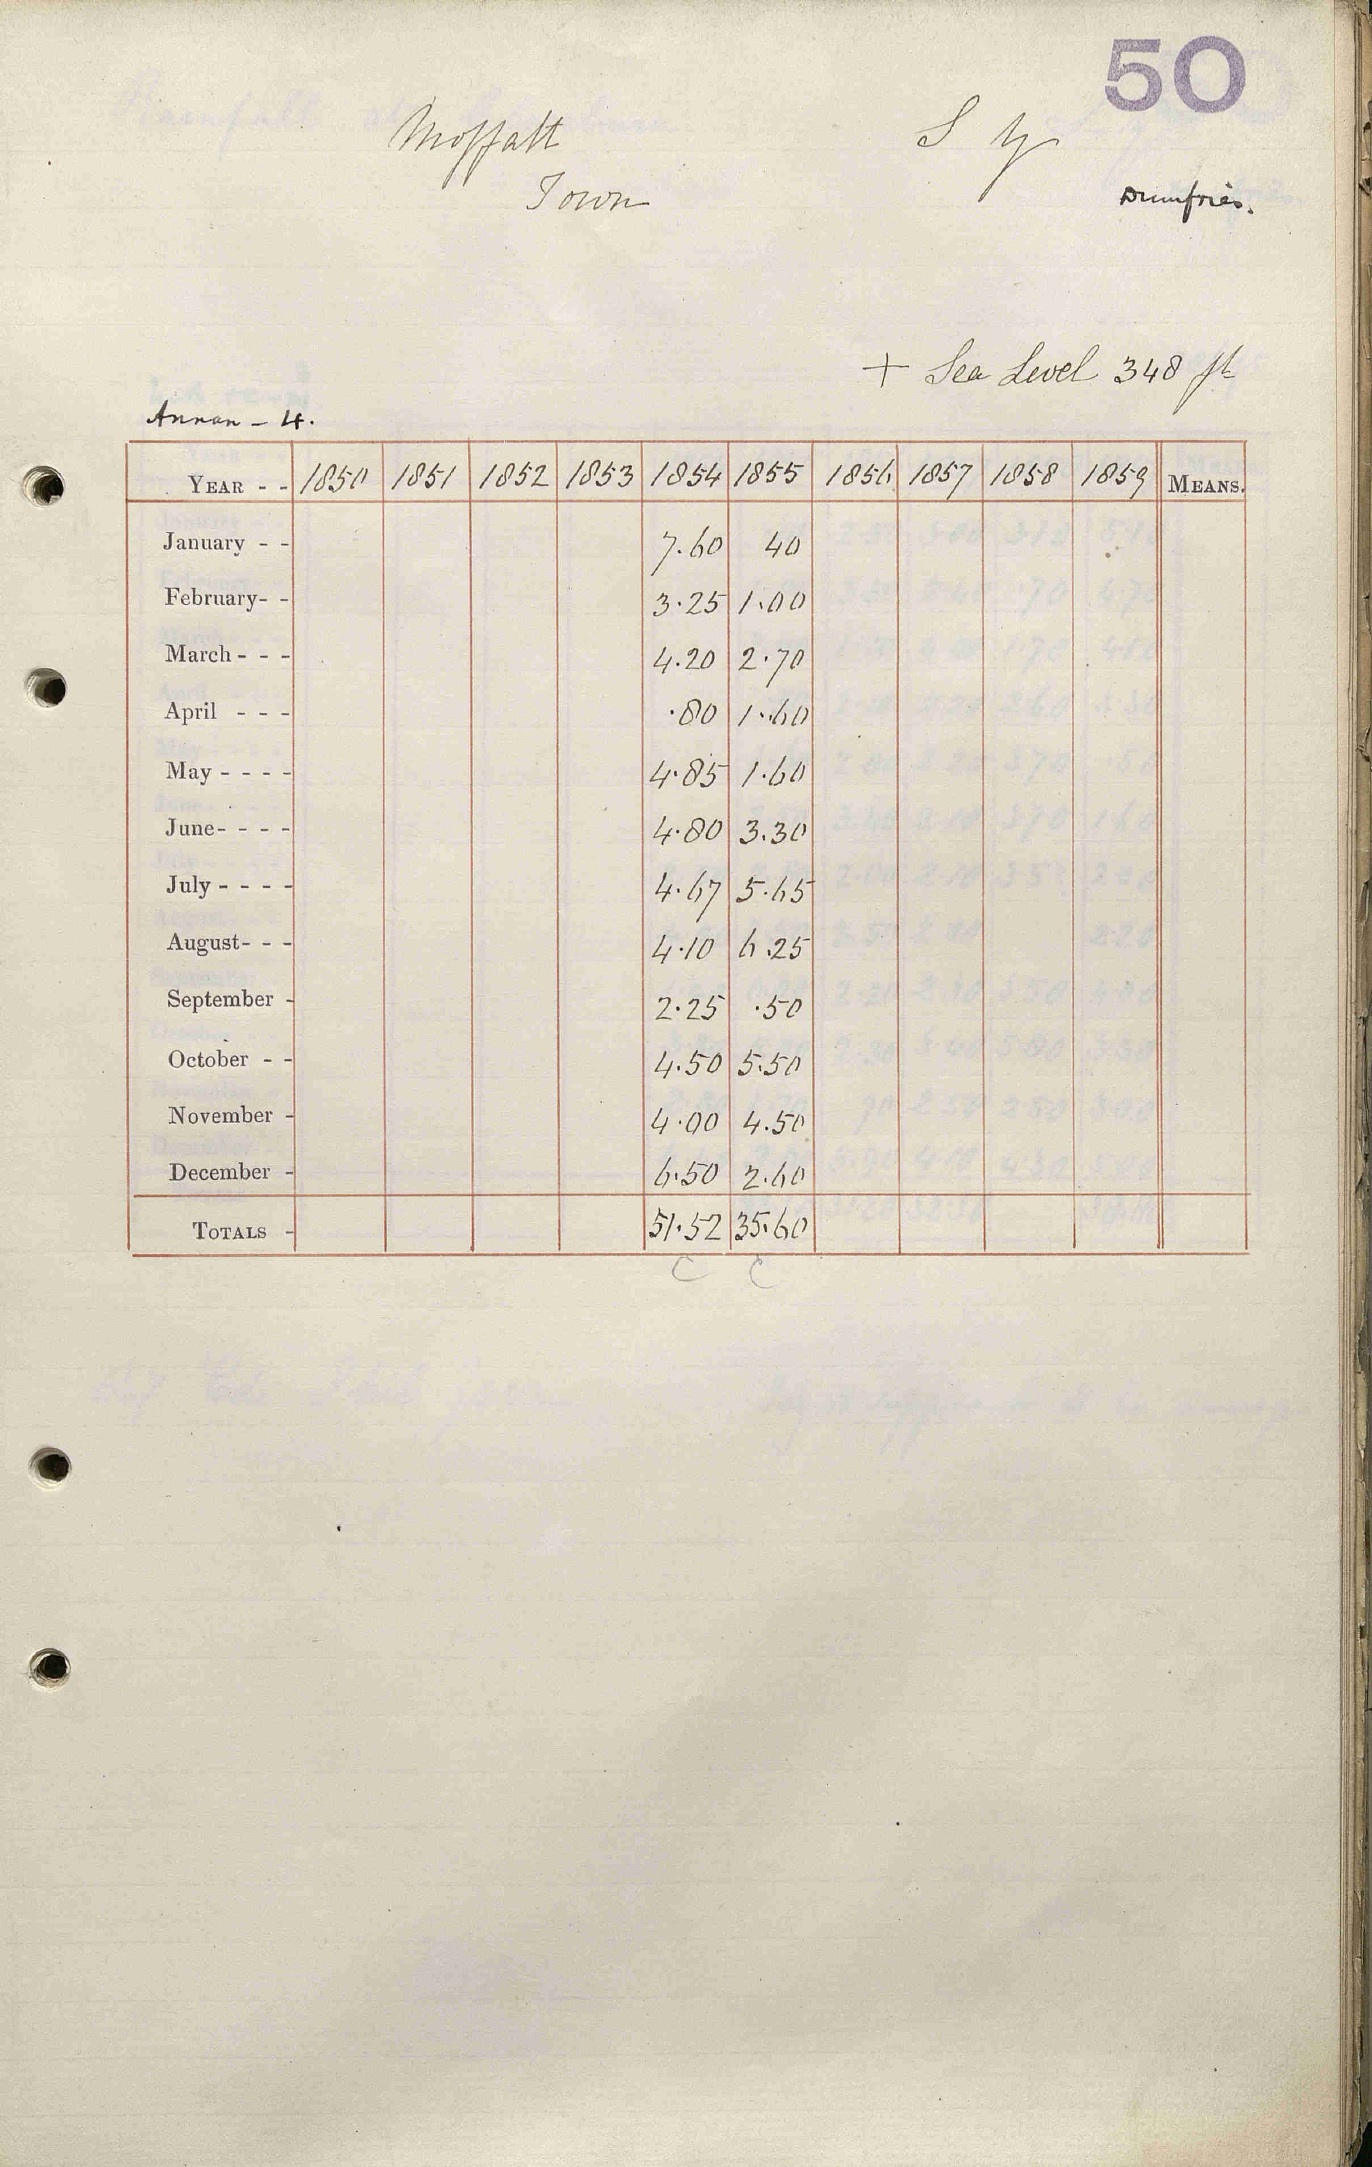 50
Moffatt S y
Town
Dumfries.
+ Sea Level 348 ft
Annan - 4.
YEAR - - 1850 1851 1852 1853 1854 1855 1856 1857 1858 1859 MEANS.
January - - 7.60 40
February- - 3.25 1.00
March - - - 4.20 2.70
April - - - .80 1.60
May - - - - 4.85 1.60
June- - - - 4.80 3.30
July - - - - 4.67 5.65
August- - - 4.10 6.25
September - 2.25 .50
October - - 4.50 5.50
November - 4.00 4.50
December - 6.50 2.60
TOTALS - 51.52 35.60
C C